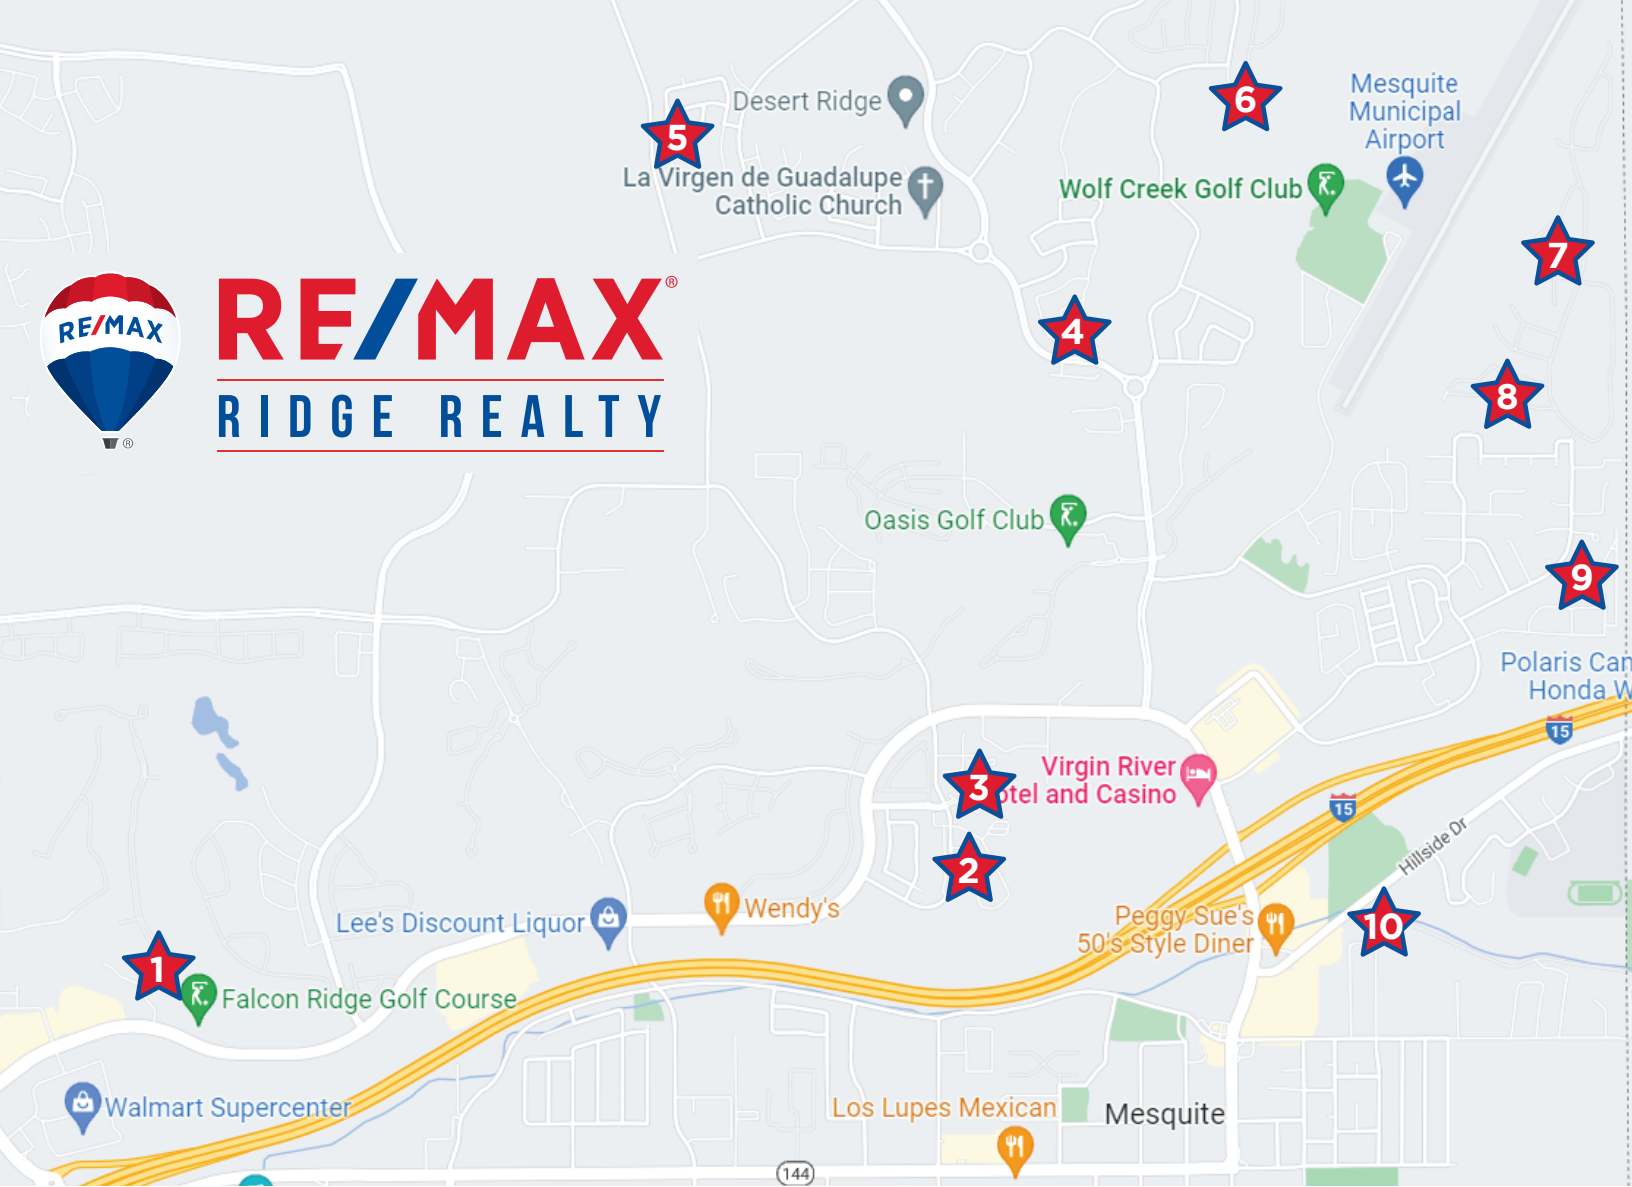 6
Mesquite
Municipal
Airport
Desert Ridge
5
La Virgen de Guadalupe
Catholic Church
Wolf Creek Golf Club
7
RE/MAX
RE/MAX®
RIDGE REALTY
®
4
8
Oasis Golf Club
9
Polaris Can
Honda W
15
Virgin River
otel and Casino
3
15
Hillside Dr
2
Wendy's
Lee's Discount Liquor
Peggy Sue's
50's Style Diner
10
1
Falcon Ridge Golf Course
Walmart Supercenter
Los Lupes Mexican
Mesquite
144